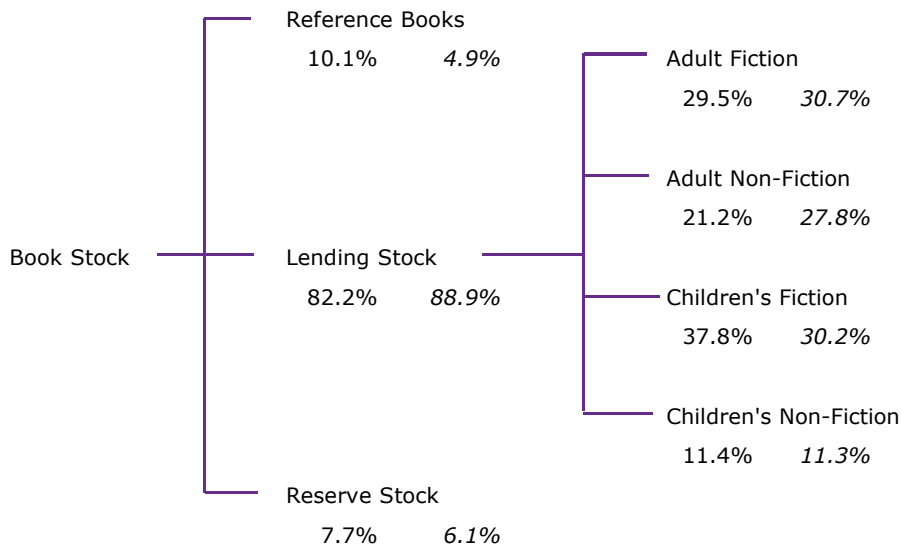 Reference Books
10.1% 4.9%
Adult Fiction
29.5% 30.7%
Adult Non-Fiction
21.2% 27.8%
Book Stock
Lending Stock
82.2% 88.9%
Children's Fiction
37.8% 30.2%
Children's Non-Fiction
11.4% 11.3%
Reserve Stock
7.7% 6.1%